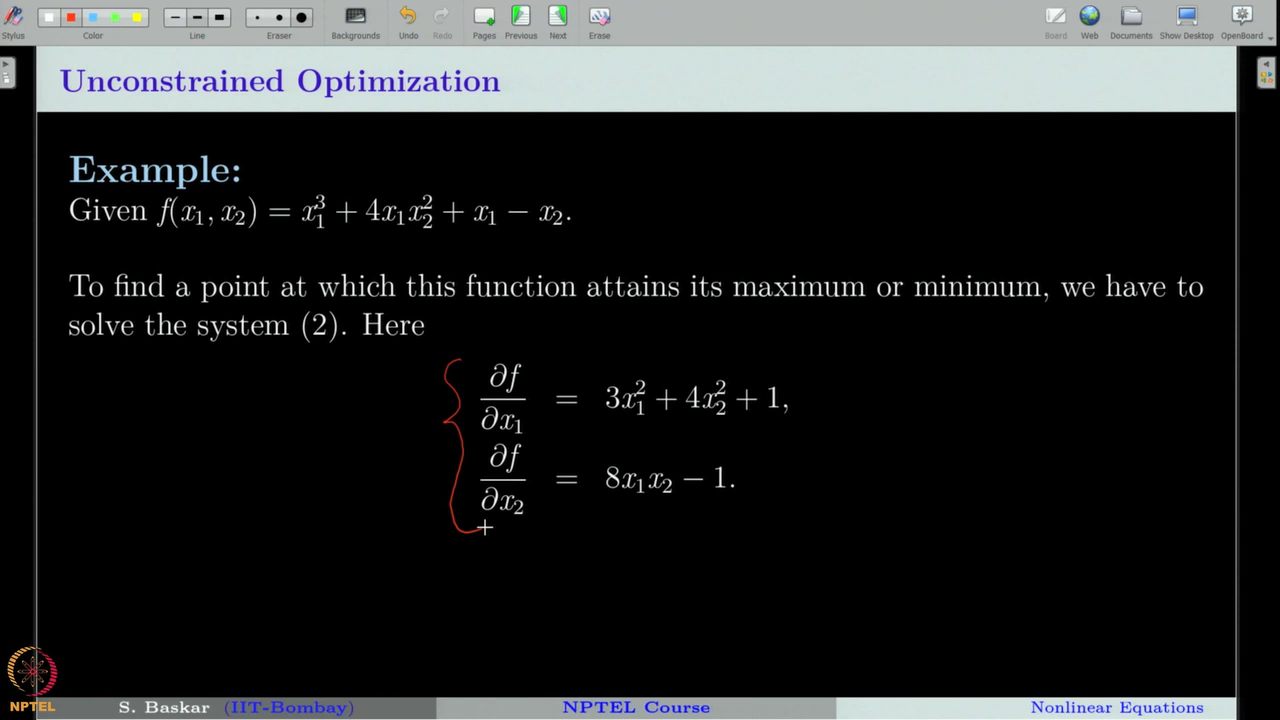 Stylus
Color
Line
Eraser
Backgrounds
Undo
Redo
Pages
Previous
Next
Erase
Board
Web
Documents
Show Desktop
OpenBoard
Unconstrained Optimization
Example:
Given f(x₁, x₂) = x₁³ + 4x₁x₂² + x₁ − x₂.
To find a point at which this function attains its maximum or minimum, we have to
solve the system (2). Here
∂f/∂x₁ = 3x₁² + 4x₂² + 1,
∂f/∂x₂ = 8x₁x₂ − 1.
NPTEL
S. Baskar (IIT-Bombay) NPTEL Course Nonlinear Equations